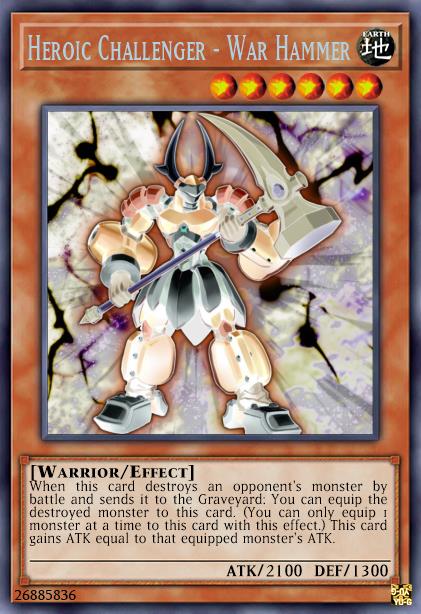 Heroic Challenger - War Hammer
EARTH
地
[Warrior/Effect]
When this card destroys an opponent's monster by
battle and sends it to the Graveyard: You can equip the
destroyed monster to this card. (You can only equip 1
monster at a time to this card with this effect.) This card
gains ATK equal to that equipped monster's ATK.
ATK/2100 DEF/1300
26885836